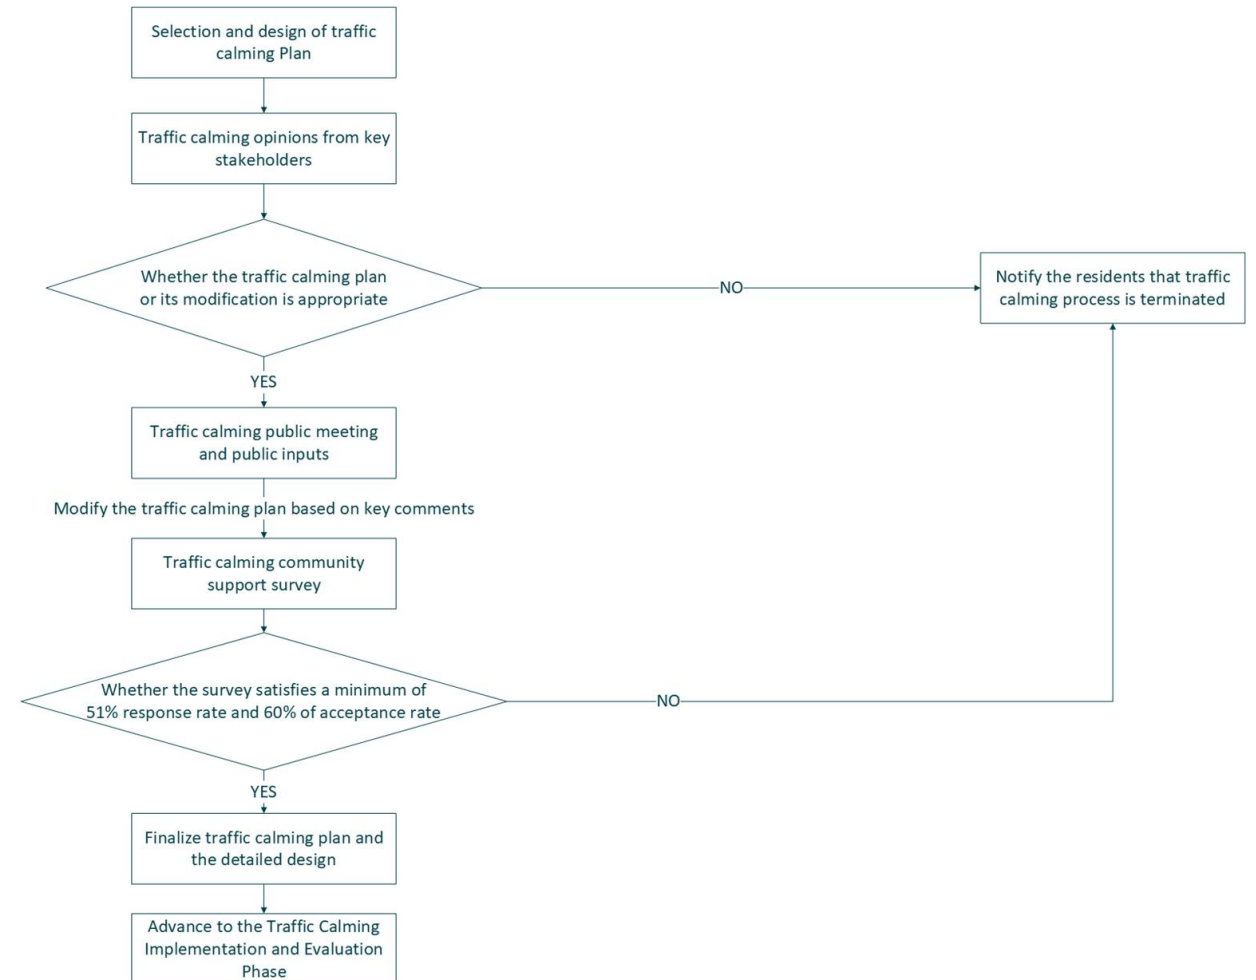 Selection and design of traffic
calming Plan
Traffic calming opinions from key
stakeholders
Whether the traffic calming plan
or its modification is appropriate
NO
Notify the residents that traffic
calming process is terminated
YES
Traffic calming public meeting
and public inputs
Modify the traffic calming plan based on key comments
Traffic calming community
support survey
Whether the survey satisfies a minimum of
51% response rate and 60% of acceptance rate
NO
YES
Finalize traffic calming plan and
the detailed design
Advance to the Traffic Calming
Implementation and Evaluation
Phase